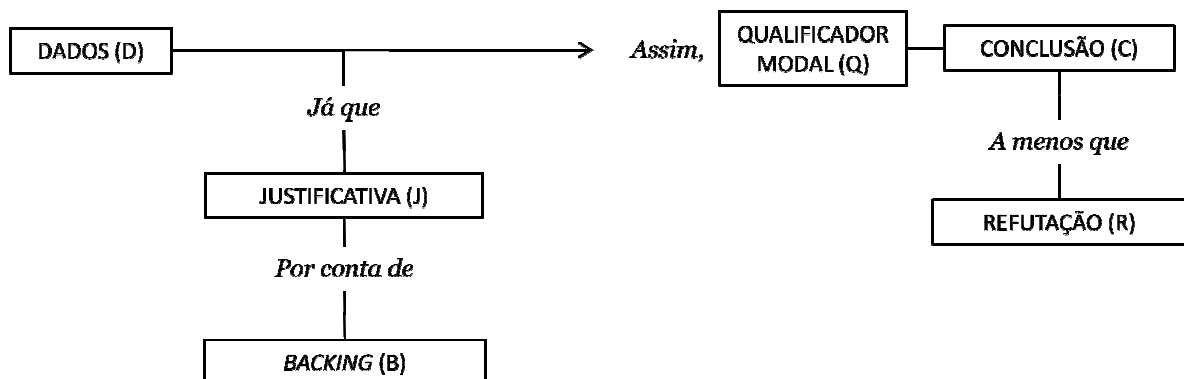 DADOS (D)
Assim,
QUALIFICADOR
MODAL (Q)
CONCLUSÃO (C)
Já que
A menos que
JUSTIFICATIVA (J)
REFUTAÇÃO (R)
Por conta de
BACKING (B)